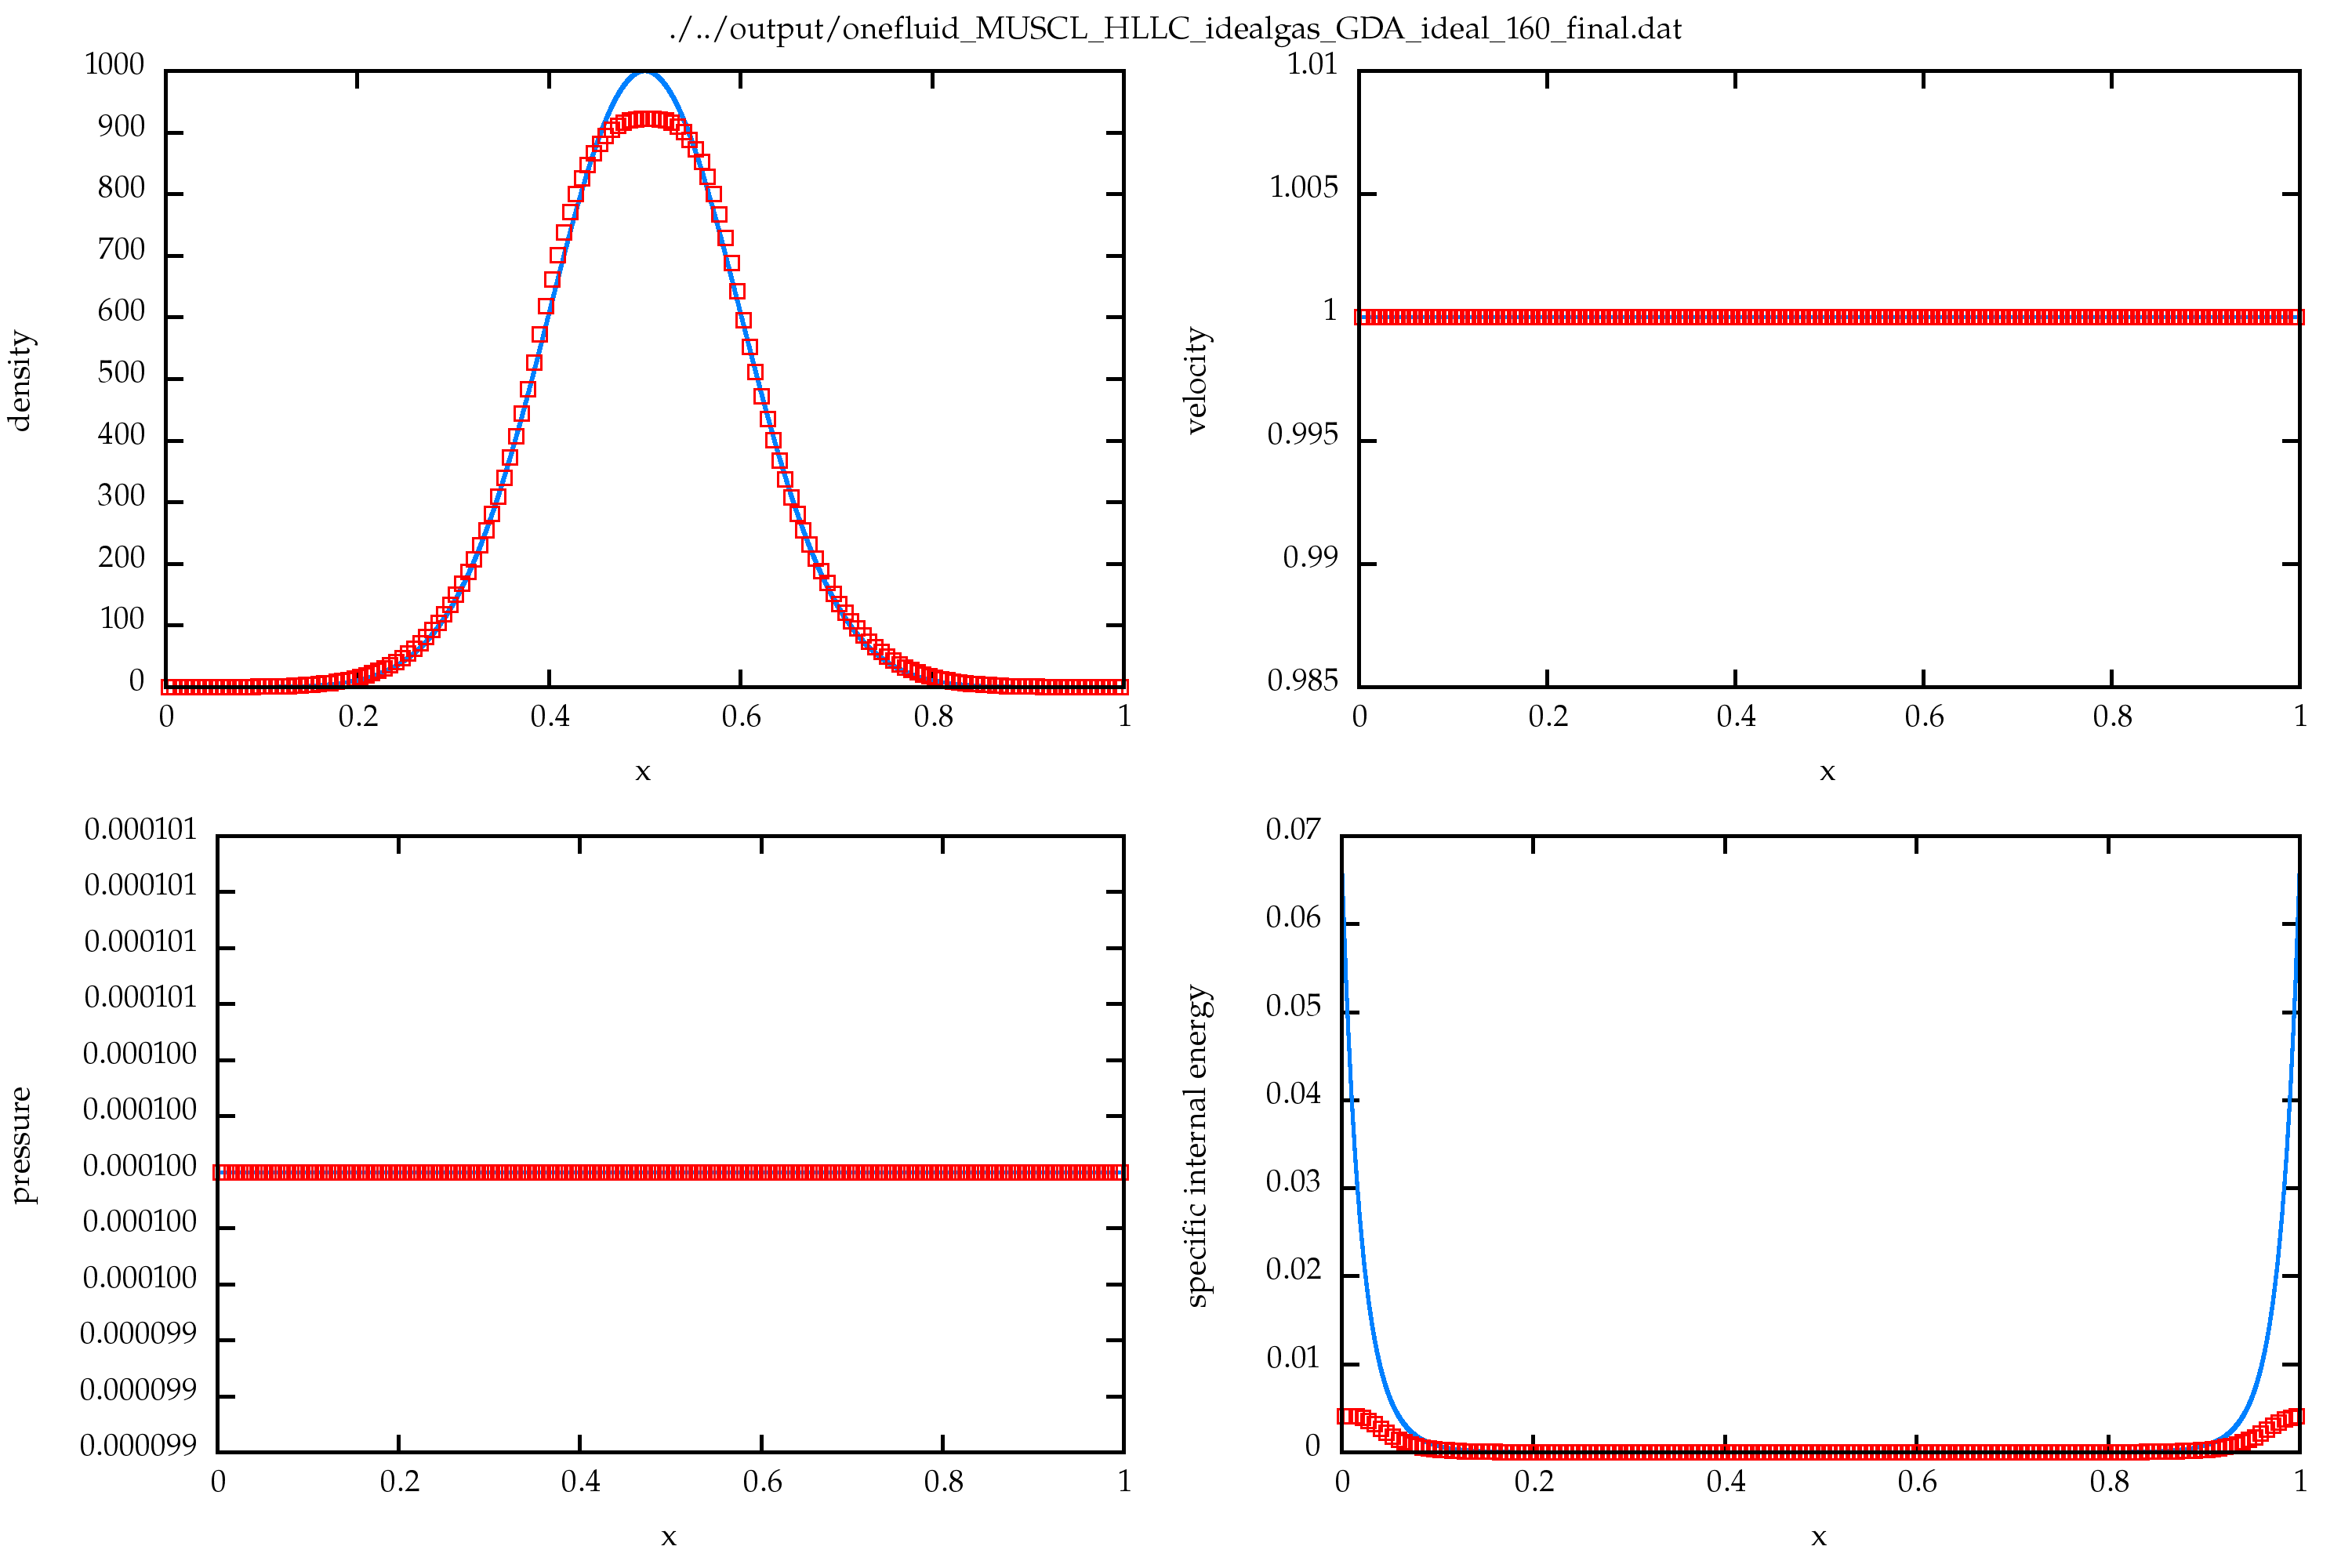 ./../output/onefluid_MUSCL_HLLC_idealgas_GDA_ideal_160_final.dat
1000
900
800
700
600
500
400
300
200
100
0
density
0 0.2 0.4 0.6 0.8 1
x
1.01
1.005
1
0.995
0.99
0.985
velocity
0 0.2 0.4 0.6 0.8 1
x
0.000101
0.000101
0.000101
0.000101
0.000100
0.000100
0.000100
0.000100
0.000100
0.000099
0.000099
0.000099
pressure
0 0.2 0.4 0.6 0.8 1
x
0.07
0.06
0.05
0.04
0.03
0.02
0.01
0
specific internal energy
0 0.2 0.4 0.6 0.8 1
x